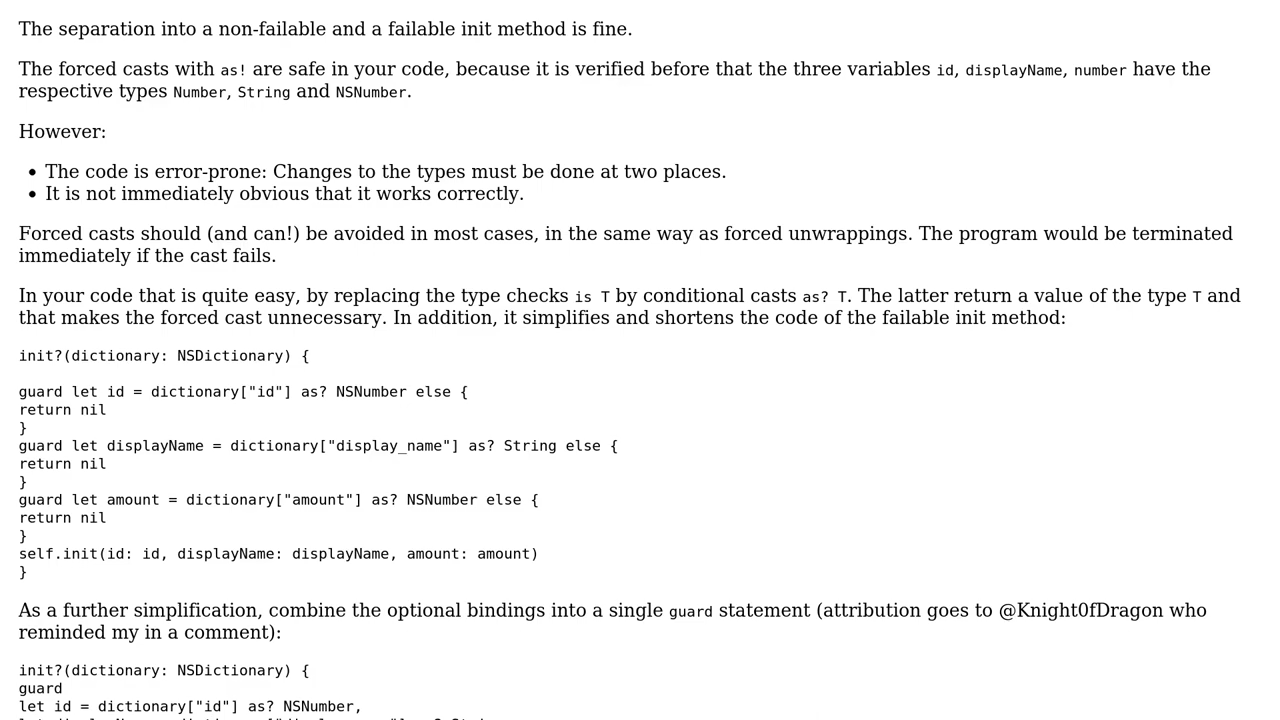 The separation into a non-failable and a failable init method is fine.
The forced casts with as! are safe in your code, because it is verified before that the three variables id, displayName, number have the
respective types Number, String and NSNumber.
However:
• The code is error-prone: Changes to the types must be done at two places.
• It is not immediately obvious that it works correctly.
Forced casts should (and can!) be avoided in most cases, in the same way as forced unwrappings. The program would be terminated
immediately if the cast fails.
In your code that is quite easy, by replacing the type checks is T by conditional casts as? T. The latter return a value of the type T and
that makes the forced cast unnecessary. In addition, it simplifies and shortens the code of the failable init method:
init?(dictionary: NSDictionary) {
guard let id = dictionary["id"] as? NSNumber else {
return nil
}
guard let displayName = dictionary["display_name"] as? String else {
return nil
}
guard let amount = dictionary["amount"] as? NSNumber else {
return nil
}
self.init(id: id, displayName: displayName, amount: amount)
}
As a further simplification, combine the optional bindings into a single guard statement (attribution goes to @Knight0fDragon who
reminded my in a comment):
init?(dictionary: NSDictionary) {
guard
let id = dictionary["id"] as? NSNumber,